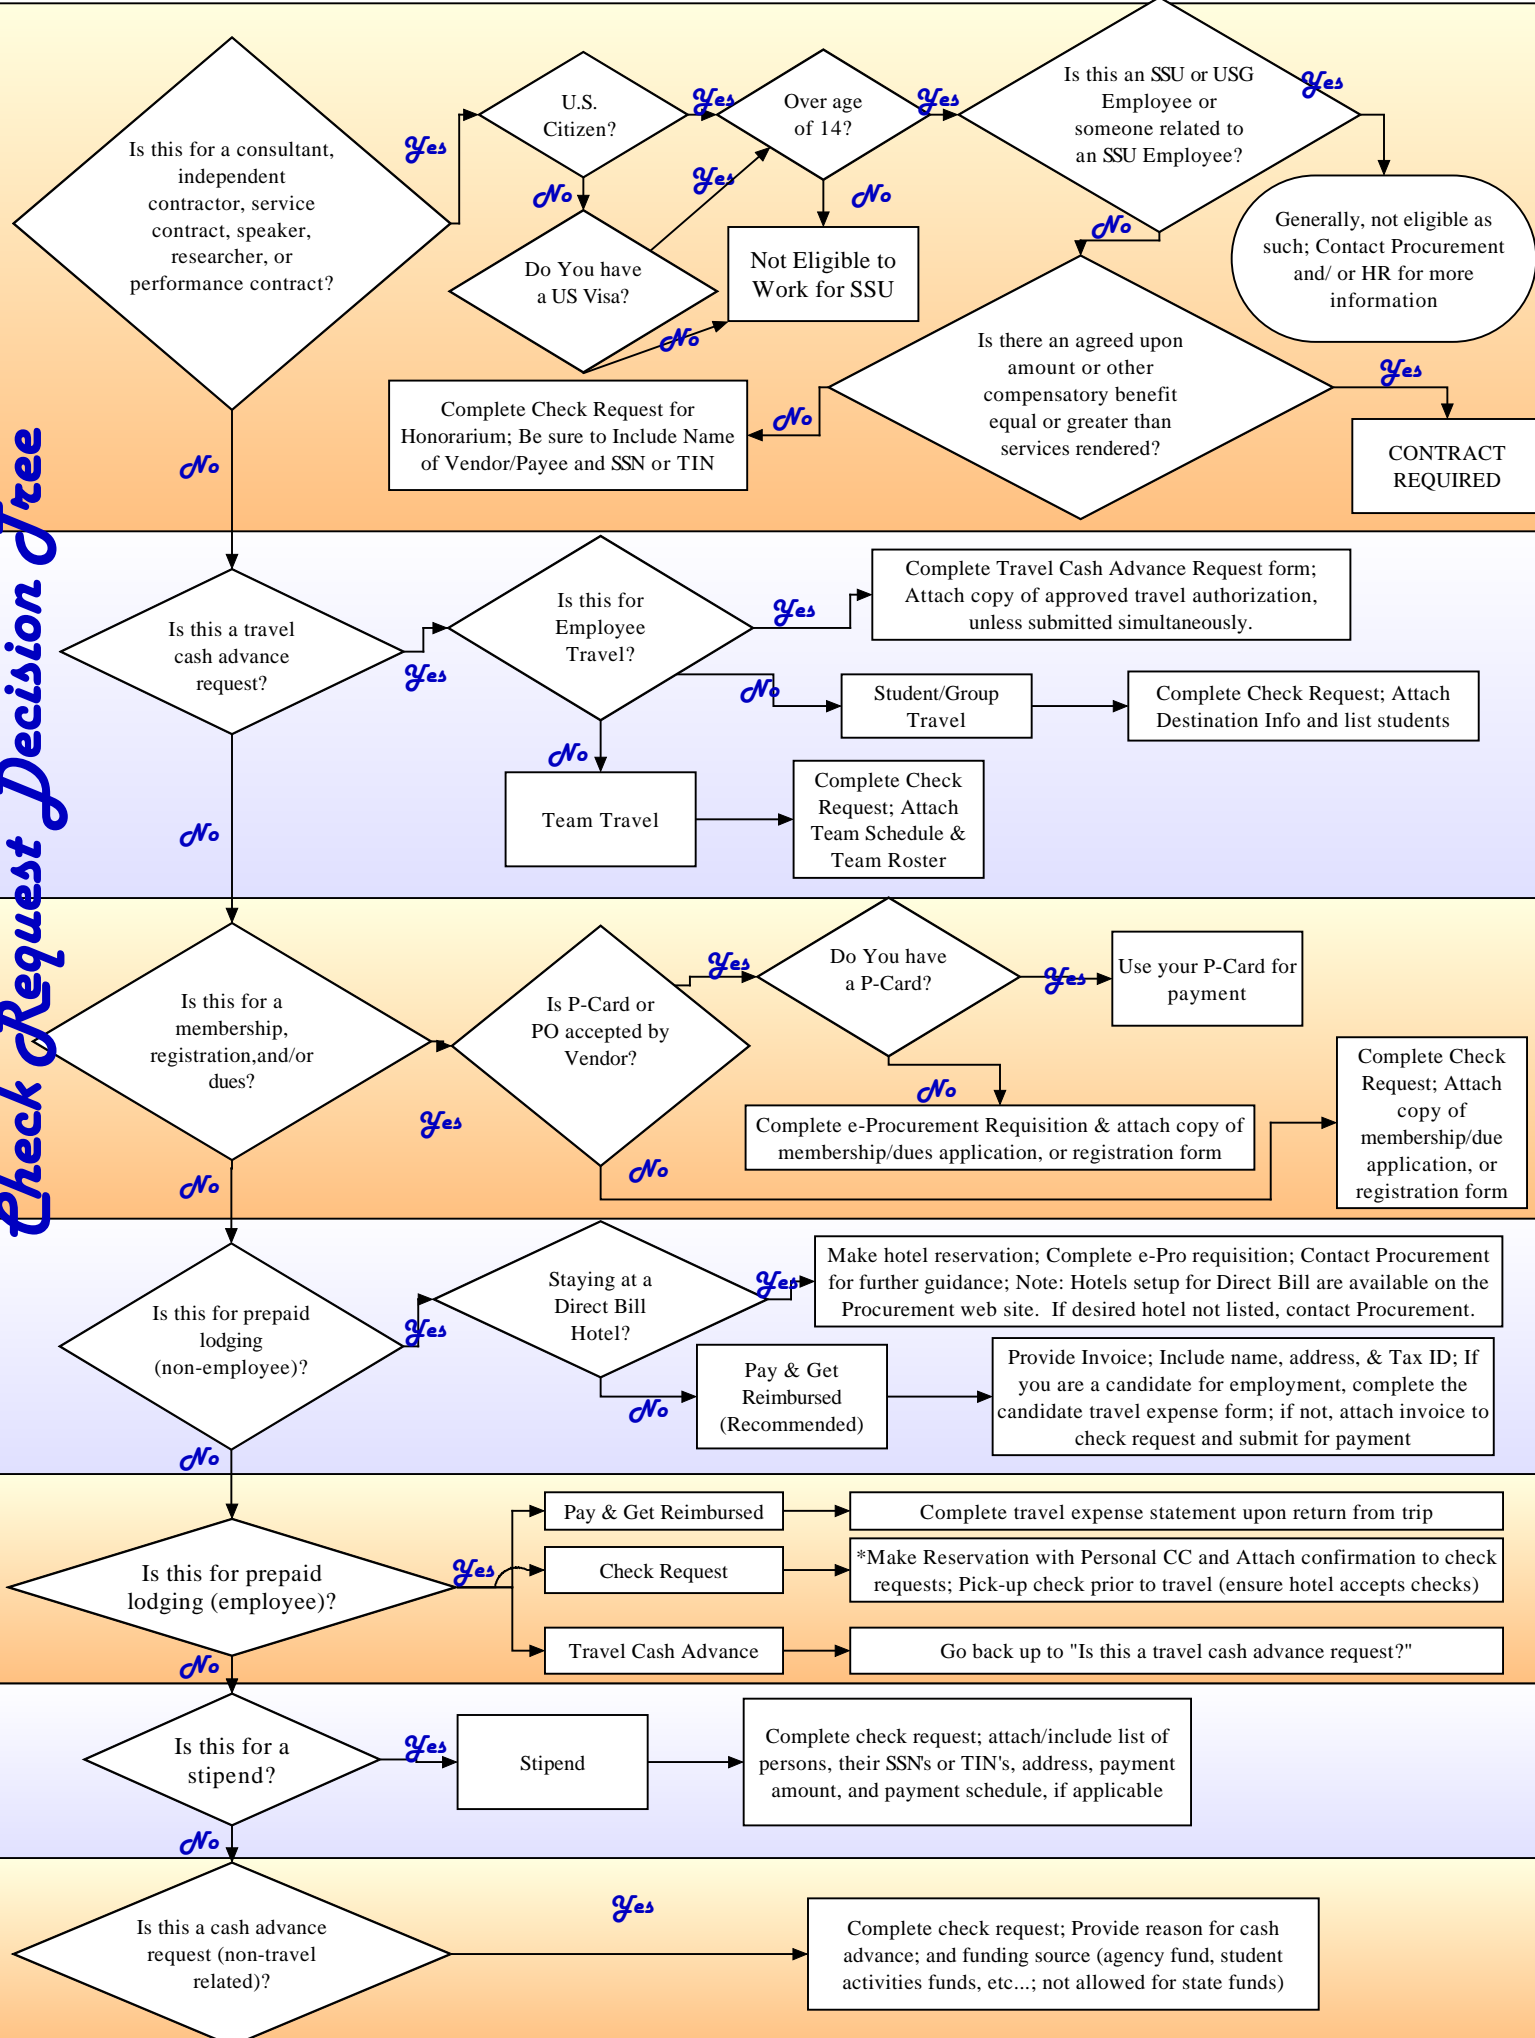 Check Request Decision Tree
Is this for a consultant,
independent
contractor, service
contract, speaker,
researcher, or
performance contract?
Yes
No
U.S.
Citizen?
Yes
No
Do You have
a US Visa?
Yes
No
Over age
of 14?
Yes
No
Not Eligible to
Work for SSU
Is this an SSU or USG
Employee or
someone related to
an SSU Employee?
Yes
No
Generally, not eligible as
such; Contact Procurement
and/ or HR for more
information
Is there an agreed upon
amount or other
compensatory benefit
equal or greater than
services rendered?
Yes
No
CONTRACT
REQUIRED
Complete Check Request for
Honorarium; Be sure to Include Name
of Vendor/Payee and SSN or TIN
Is this a travel
cash advance
request?
Yes
No
Is this for
Employee
Travel?
Yes
No
No
Complete Travel Cash Advance Request form;
Attach copy of approved travel authorization,
unless submitted simultaneously.
Student/Group
Travel
Complete Check Request; Attach
Destination Info and list students
Team Travel
Complete Check
Request; Attach
Team Schedule &
Team Roster
Is this for a
membership,
registration,and/or
dues?
Yes
No
Is P-Card or
PO accepted by
Vendor?
Yes
No
Do You have
a P-Card?
Yes
No
Use your P-Card for
payment
Complete e-Procurement Requisition & attach copy of
membership/dues application, or registration form
Complete Check
Request; Attach
copy of
membership/due
application, or
registration form
Is this for prepaid
lodging
(non-employee)?
Yes
No
Staying at a
Direct Bill
Hotel?
Yes
No
Make hotel reservation; Complete e-Pro requisition; Contact Procurement
for further guidance; Note: Hotels setup for Direct Bill are available on the
Procurement web site. If desired hotel not listed, contact Procurement.
Pay & Get
Reimbursed
(Recommended)
Provide Invoice; Include name, address, & Tax ID; If
you are a candidate for employment, complete the
candidate travel expense form; if not, attach invoice to
check request and submit for payment
Is this for prepaid
lodging (employee)?
Yes
No
Pay & Get Reimbursed
Complete travel expense statement upon return from trip
Check Request
*Make Reservation with Personal CC and Attach confirmation to check
requests; Pick-up check prior to travel (ensure hotel accepts checks)
Travel Cash Advance
Go back up to "Is this a travel cash advance request?"
Is this for a
stipend?
Yes
No
Stipend
Complete check request; attach/include list of
persons, their SSN's or TIN's, address, payment
amount, and payment schedule, if applicable
Is this a cash advance
request (non-travel
related)?
Yes
Complete check request; Provide reason for cash
advance; and funding source (agency fund, student
activities funds, etc...; not allowed for state funds)